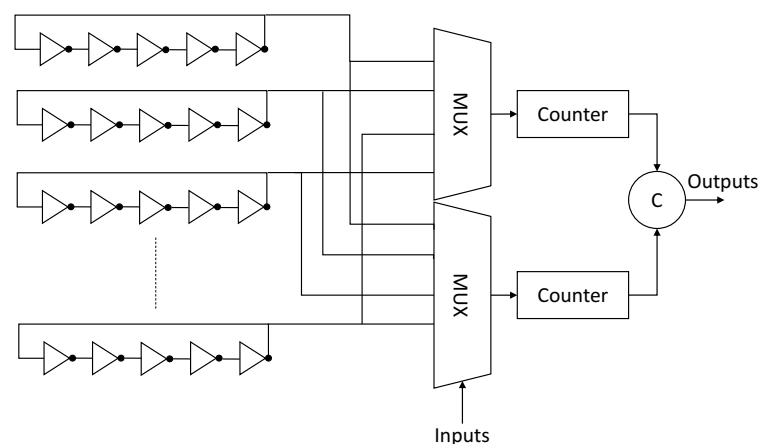 MUX
Counter
C
Outputs
MUX
Counter
Inputs